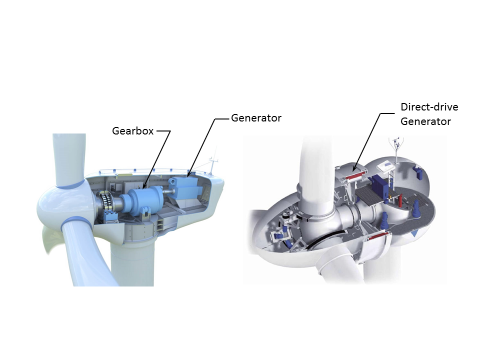 Gearbox
Generator
Direct-drive
Generator